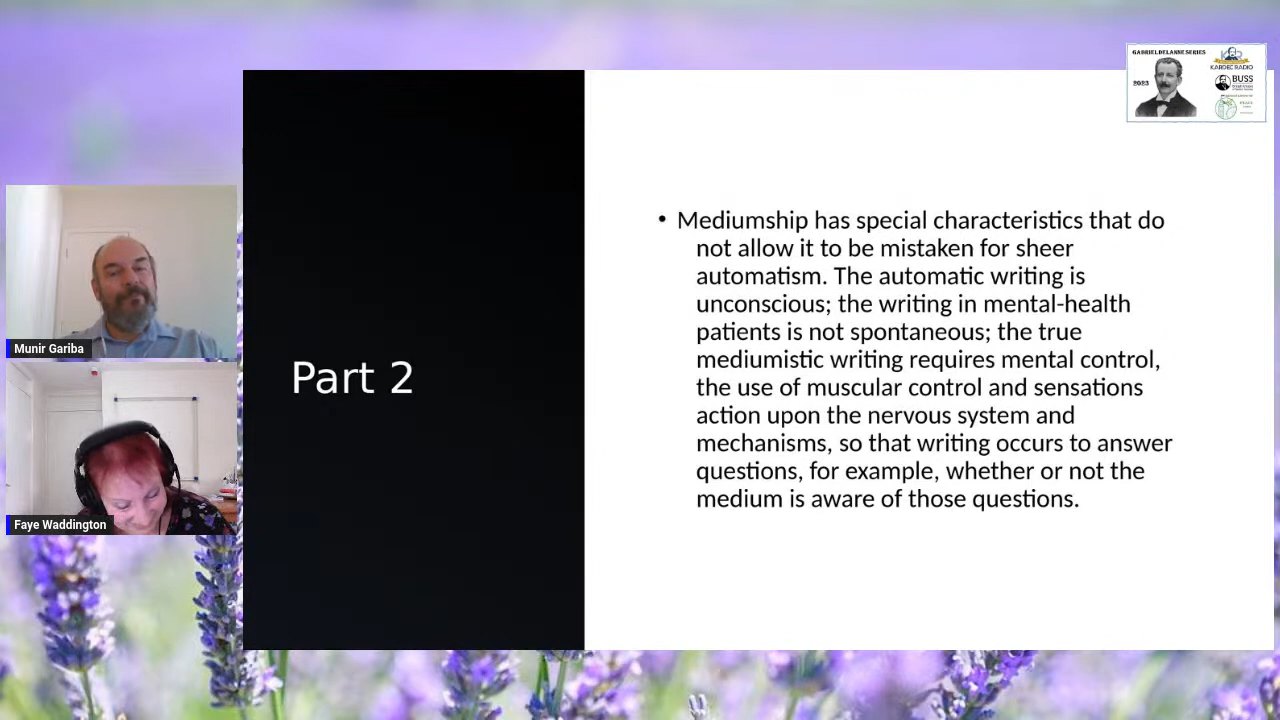 GABRIEL DELANNE SERIES
2023
KARDEC RADIO
BUSS
Munir Gariba
Faye Waddington
Part 2
• Mediumship has special characteristics that do
not allow it to be mistaken for sheer
automatism. The automatic writing is
unconscious; the writing in mental-health
patients is not spontaneous; the true
mediumistic writing requires mental control,
the use of muscular control and sensations
action upon the nervous system and
mechanisms, so that writing occurs to answer
questions, for example, whether or not the
medium is aware of those questions.